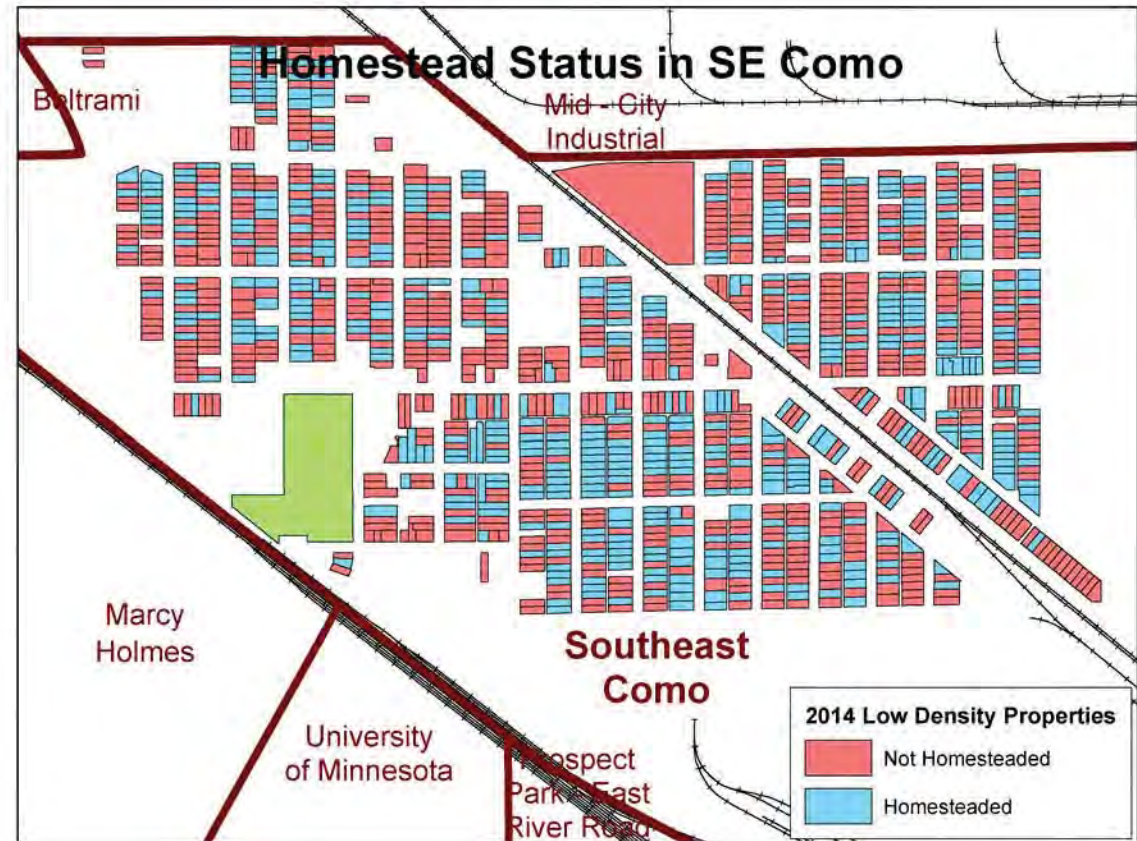 Homestead Status in SE Como
Beltrami
Mid - City
Industrial
Marcy
Holmes
Southeast
Como
University
of Minnesota
Prospect
Park - East
River Road
2014 Low Density Properties
Not Homesteaded
Homesteaded